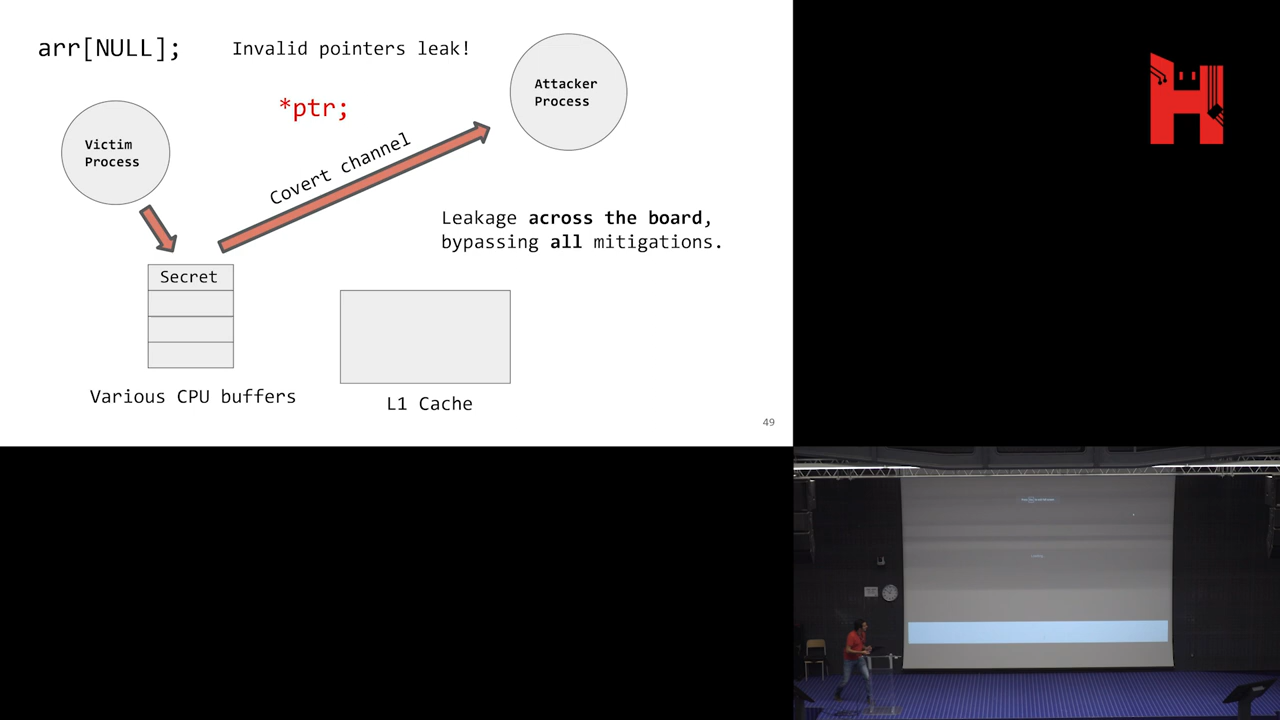 arr[NULL];
Invalid pointers leak!
*ptr;
Attacker
Process
Victim
Process
Covert channel
Leakage across the board,
bypassing all mitigations.
Secret
Various CPU buffers
L1 Cache
49